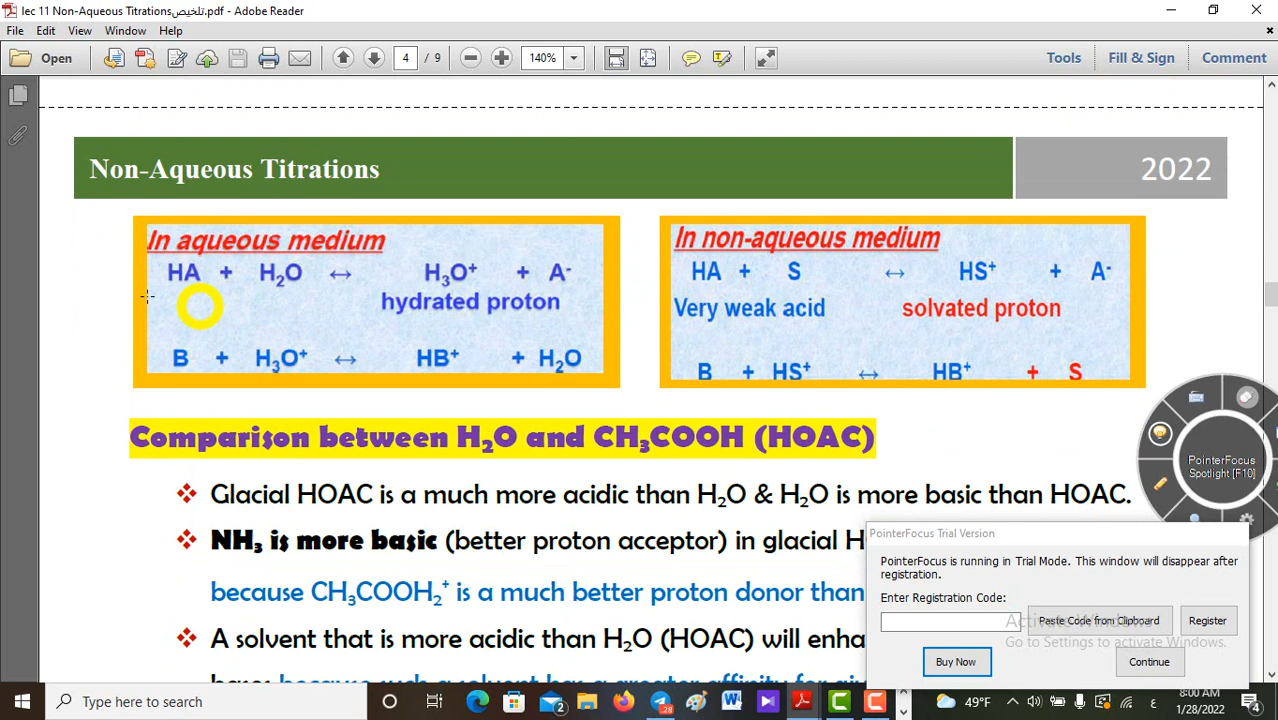 lec 11 Non-Aqueous Titrationsتلخيص.pdf - Adobe Reader
File Edit View Window Help
Open 4 / 9 140% Tools Fill & Sign Comment
Non-Aqueous Titrations 2022
In aqueous medium
HA + H₂O ↔ H₃O⁺ + A⁻
hydrated proton
B + H₃O⁺ ↔ HB⁺ + H₂O
In non-aqueous medium
HA + S ↔ HS⁺ + A⁻
Very weak acid solvated proton
B + HS⁺ ↔ HB⁺ + S
Comparison between H₂O and CH₃COOH (HOAC)
Glacial HOAC is a much more acidic than H₂O & H₂O is more basic than HOAC.
NH₃ is more basic (better proton acceptor) in glacial H
because CH₃COOH₂⁺ is a much better proton donor than
A solvent that is more acidic than H₂O (HOAC) will enha
PointerFocus
Spotlight [F10]
PointerFocus Trial Version
PointerFocus is running in Trial Mode. This window will disappear after
registration.
Enter Registration Code:
Paste Code from Clipboard Register
Buy Now Continue
Activate Windows
Go to Settings to activate Windows.
Type here to search
2
28
49°F
ع
8:00 AM
1/28/2022
4